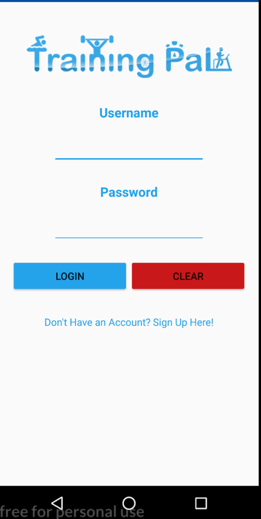 Training Pal
Username
Password
LOGIN
CLEAR
Don't Have an Account? Sign Up Here!
free for personal use